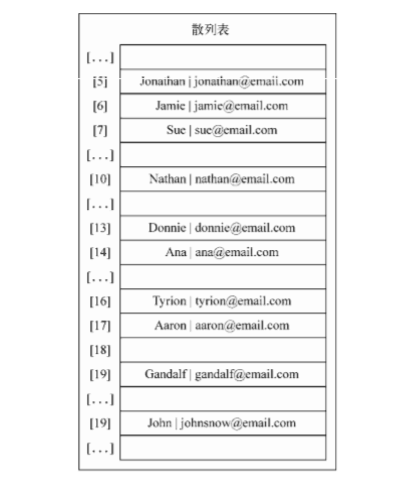 散列表
[...]
[5] Jonathan | jonathan@email.com
[6] Jamie | jamie@email.com
[7] Sue | sue@email.com
[...]
[10] Nathan | nathan@email.com
[...]
[13] Donnie | donnie@email.com
[14] Ana | ana@email.com
[...]
[16] Tyrion | tyrion@email.com
[17] Aaron | aaron@email.com
[18]
[19] Gandalf | gandalf@email.com
[...]
[19] John | johnsnow@email.com
[...]